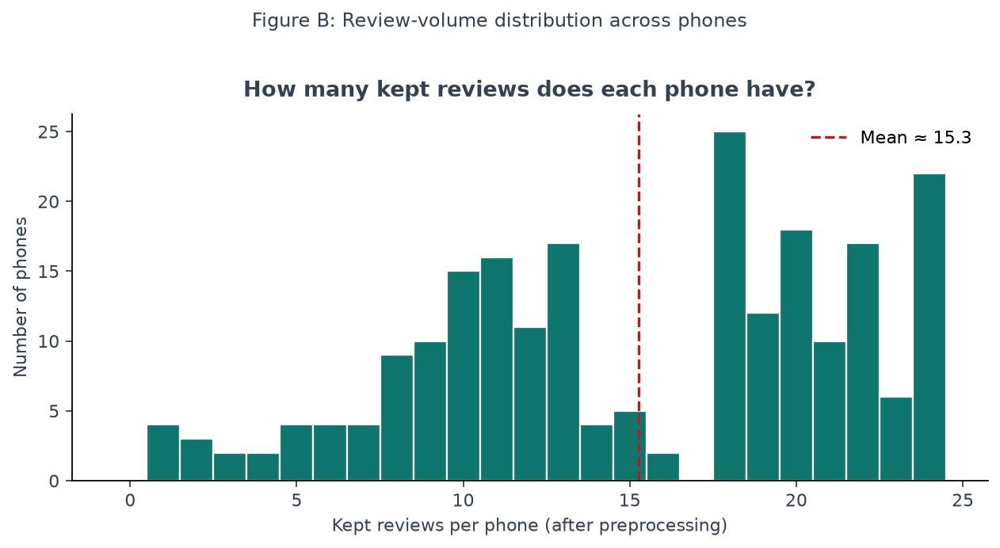 Figure B: Review-volume distribution across phones
How many kept reviews does each phone have?
Mean ≈ 15.3
Number of phones
25
20
15
10
5
0
0 5 10 15 20 25
Kept reviews per phone (after preprocessing)